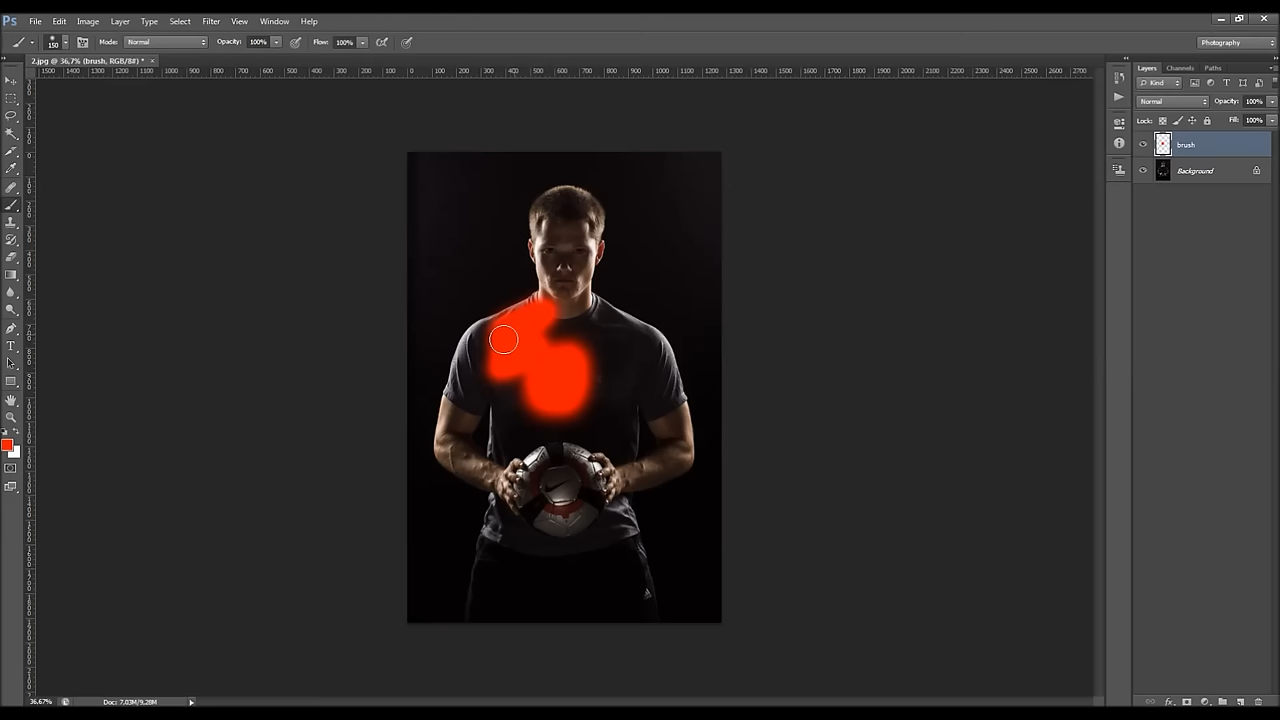 Ps File Edit Image Layer Type Select Filter View Window Help
150 Mode: Normal Opacity: 100% Flow: 100% Photography
2.jpg @ 36,7% (brush, RGB/8#) * ×
1500 1400 1300 1200 1100 1000 900 800 700 600 500 400 300 200 100 0 100 200 300 400 500 600 700 800 900 1000 1100 1200 1300 1400 1500 1600 1700 1800 1900 2000 2100 2200 2300 2400 2500 2600 2700
Layers Channels Paths
Kind
Normal Opacity: 100%
Lock: Fill: 100%
brush
Background
T
36.67% Doc: 7.03M/9.28M
fx